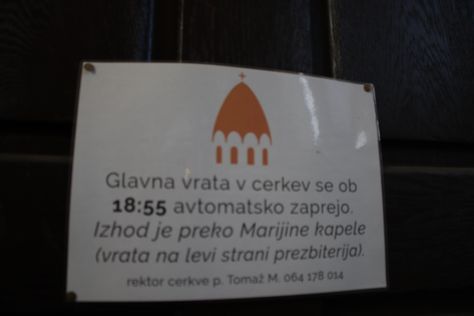 Glavna vrata v cerkev se ob
18:55 avtomatsko zaprejo.
Izhod je preko Marijine kapele
(vrata na levi strani prezbiterija).
rektor cerkve p. Tomaž M. 064 178 014